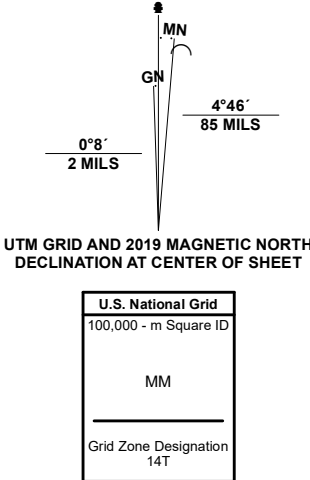 MN
GN
4°46´
85 MILS
0°8´
2 MILS
UTM GRID AND 2019 MAGNETIC NORTH
DECLINATION AT CENTER OF SHEET
U.S. National Grid
100,000 - m Square ID
MM
Grid Zone Designation
14T